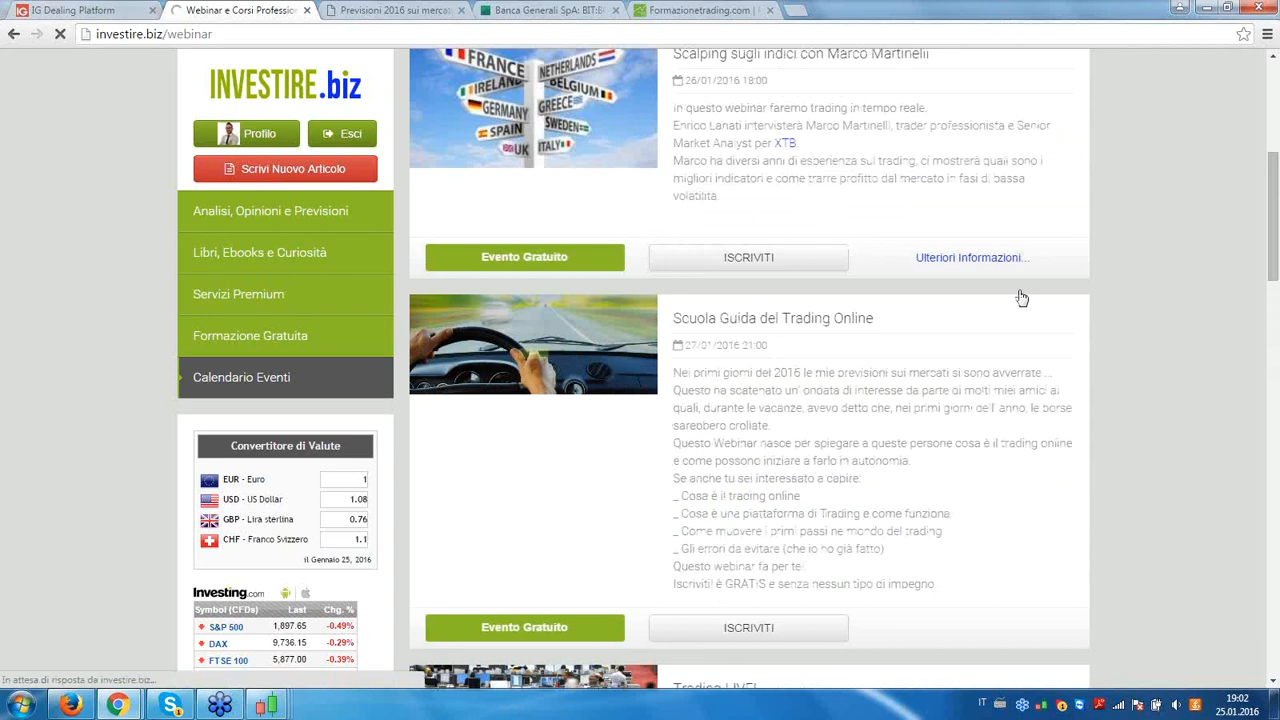 IG Dealing Platform
Webinar e Corsi Professio
Previsioni 2016 sui merca
Banca Generali SpA: BIT:B
Formazionetrading.com |
investire.biz/webinar
INVESTIRE.biz
Profilo
Esci
Scrivi Nuovo Articolo
Analisi, Opinioni e Previsioni
Libri, Ebooks e Curiosità
Servizi Premium
Formazione Gratuita
Calendario Eventi
Convertitore di Valute
EUR - Euro 1
USD - US Dollar 1.08
GBP - Lira sterlina 0.76
CHF - Franco Svizzero 1.1
il Gennaio 25, 2016
Investing.com
Symbol (CFDs) Last Chg. %
S&P 500 1,897.65 -0.49%
DAX 9,736.15 -0.29%
FTSE 100 5,877.00 -0.39%
FRANCE
NETHERLANDS
IRELAND
BELGIUM
GERMANY
GREECE
SPAIN
SWEDEN
UK
ITALY
Scalping sugli indici con Marco Martinelli
26/01/2016 18:00
In questo webinar faremo trading in tempo reale.
Enrico Lanati intervisterà Marco Martinelli, trader professionista e Senior
Market Analyst per XTB.
Marco ha diversi anni di esperienza sul trading, ci mostrerà quali sono i
migliori indicatori e come trarre profitto dal mercato in fasi di bassa
volatilità.
Evento Gratuito
ISCRIVITI
Ulteriori Informazioni...
Scuola Guida del Trading Online
27/01/2016 21:00
Nei primi giorni del 2016 le mie previsioni sui mercati si sono avverrate ...
Questo ha scatenato un' ondata di interesse da parte di molti miei amici ai
quali, durante le vacanze, avevo detto che, nei primi giorni dell' anno, le borse
sarebbero crollate.
Questo Webinar nasce per spiegare a queste persone cosa è il trading online
e come possono iniziare a farlo in autonomia.
Se anche tu sei interessato a capire:
_ Cosa è il trading online
_ Cosa è una piattaforma di Trading e come funziona
_ Come muovere i primi passi ne mondo del trading
_ Gli errori da evitare (che io ho già fatto)
Questo webinar fa per te!
Iscriviti! è GRATIS e senza nessun tipo di impegno
Evento Gratuito
ISCRIVITI
Trading LIVE!
In attesa di risposta da investire.biz...
IT
19:02
25.01.2016